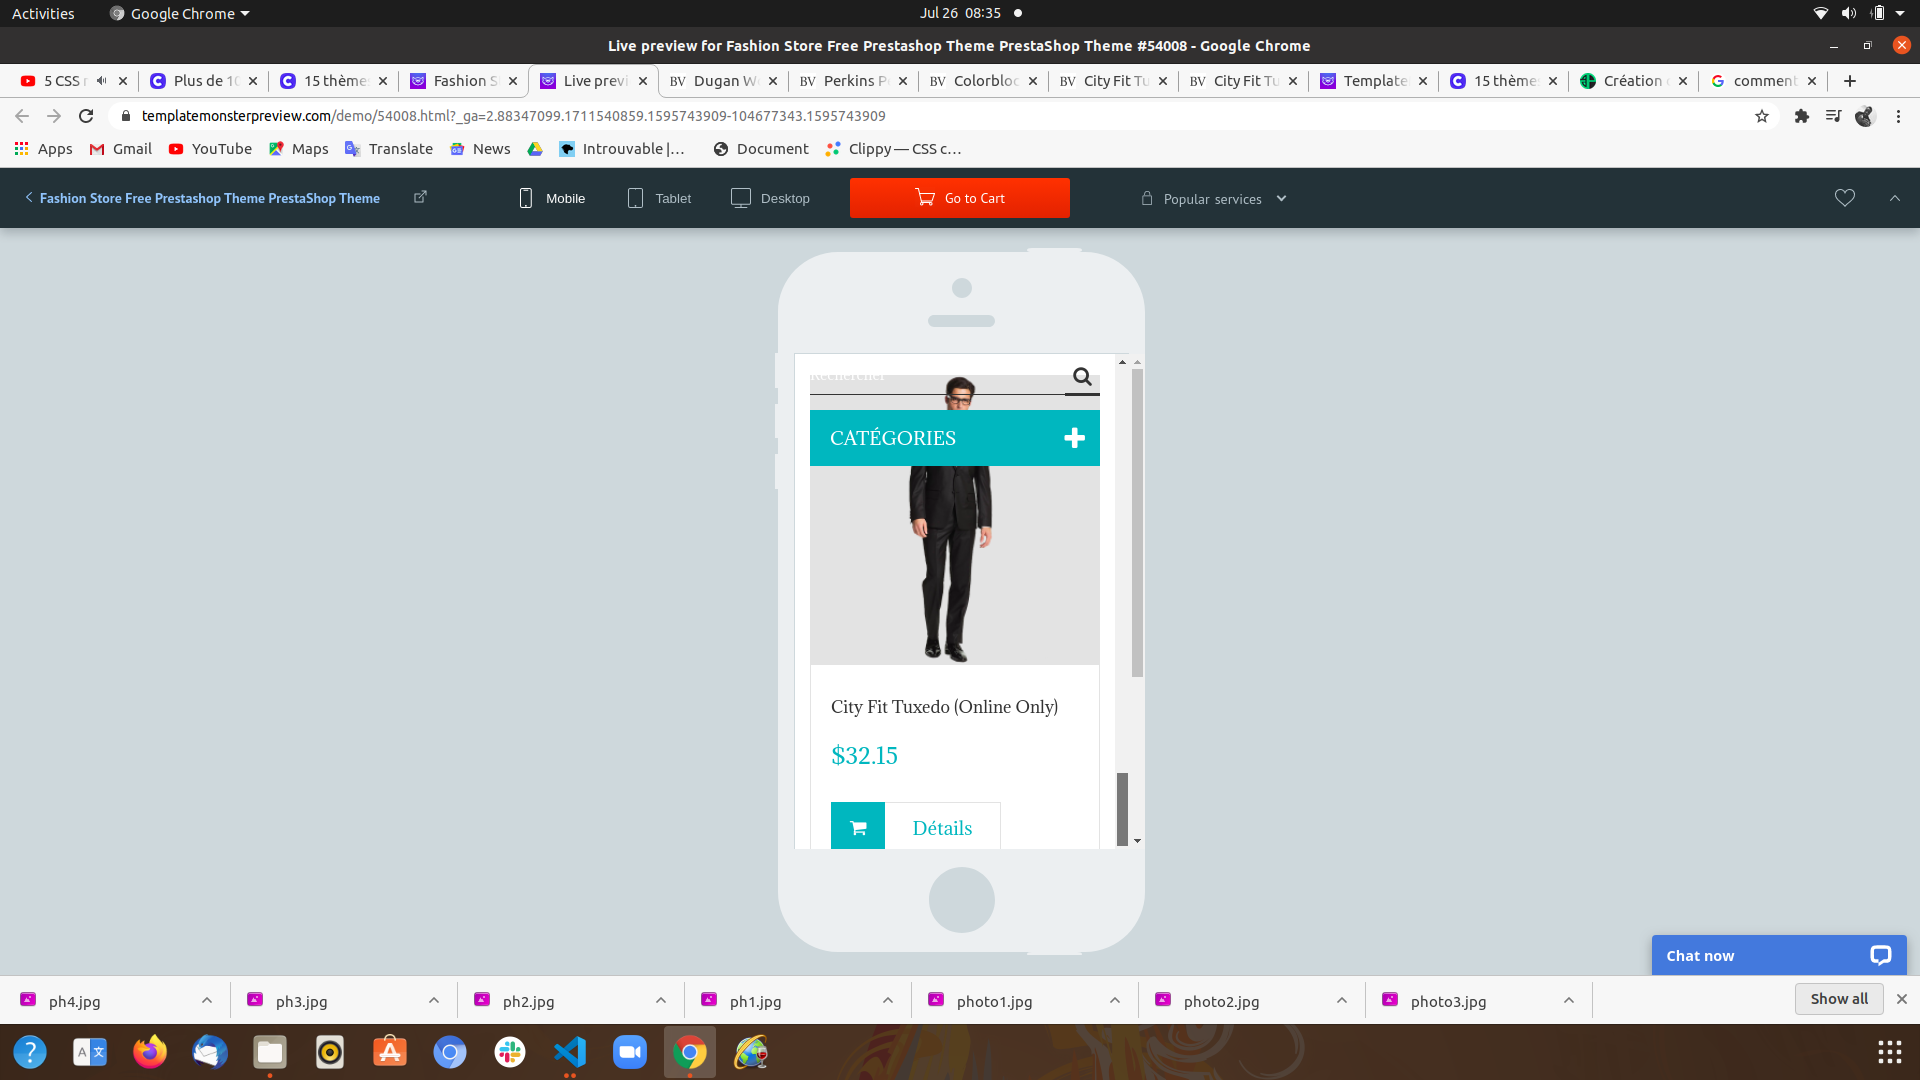 Activities
Google Chrome
Jul 26 08:35
Live preview for Fashion Store Free Prestashop Theme PrestaShop Theme #54008 - Google Chrome
5 CSS
Plus de 10
15 thème
Fashion S
Live previ
BV Dugan W
BV Perkins P
BV Colorbloc
BV City Fit Tu
BV City Fit Tu
Template
15 thème
Création
comment
templatemonsterpreview.com/demo/54008.html?_ga=2.88347099.1711540859.1595743909-104677343.1595743909
Apps
Gmail
YouTube
Maps
Translate
News
Introuvable |…
Document
Clippy — CSS c…
Fashion Store Free Prestashop Theme PrestaShop Theme
Mobile
Tablet
Desktop
Go to Cart
Popular services
Rechercher
CATÉGORIES
City Fit Tuxedo (Online Only)
$32.15
Détails
Chat now
ph4.jpg
ph3.jpg
ph2.jpg
ph1.jpg
photo1.jpg
photo2.jpg
photo3.jpg
Show all